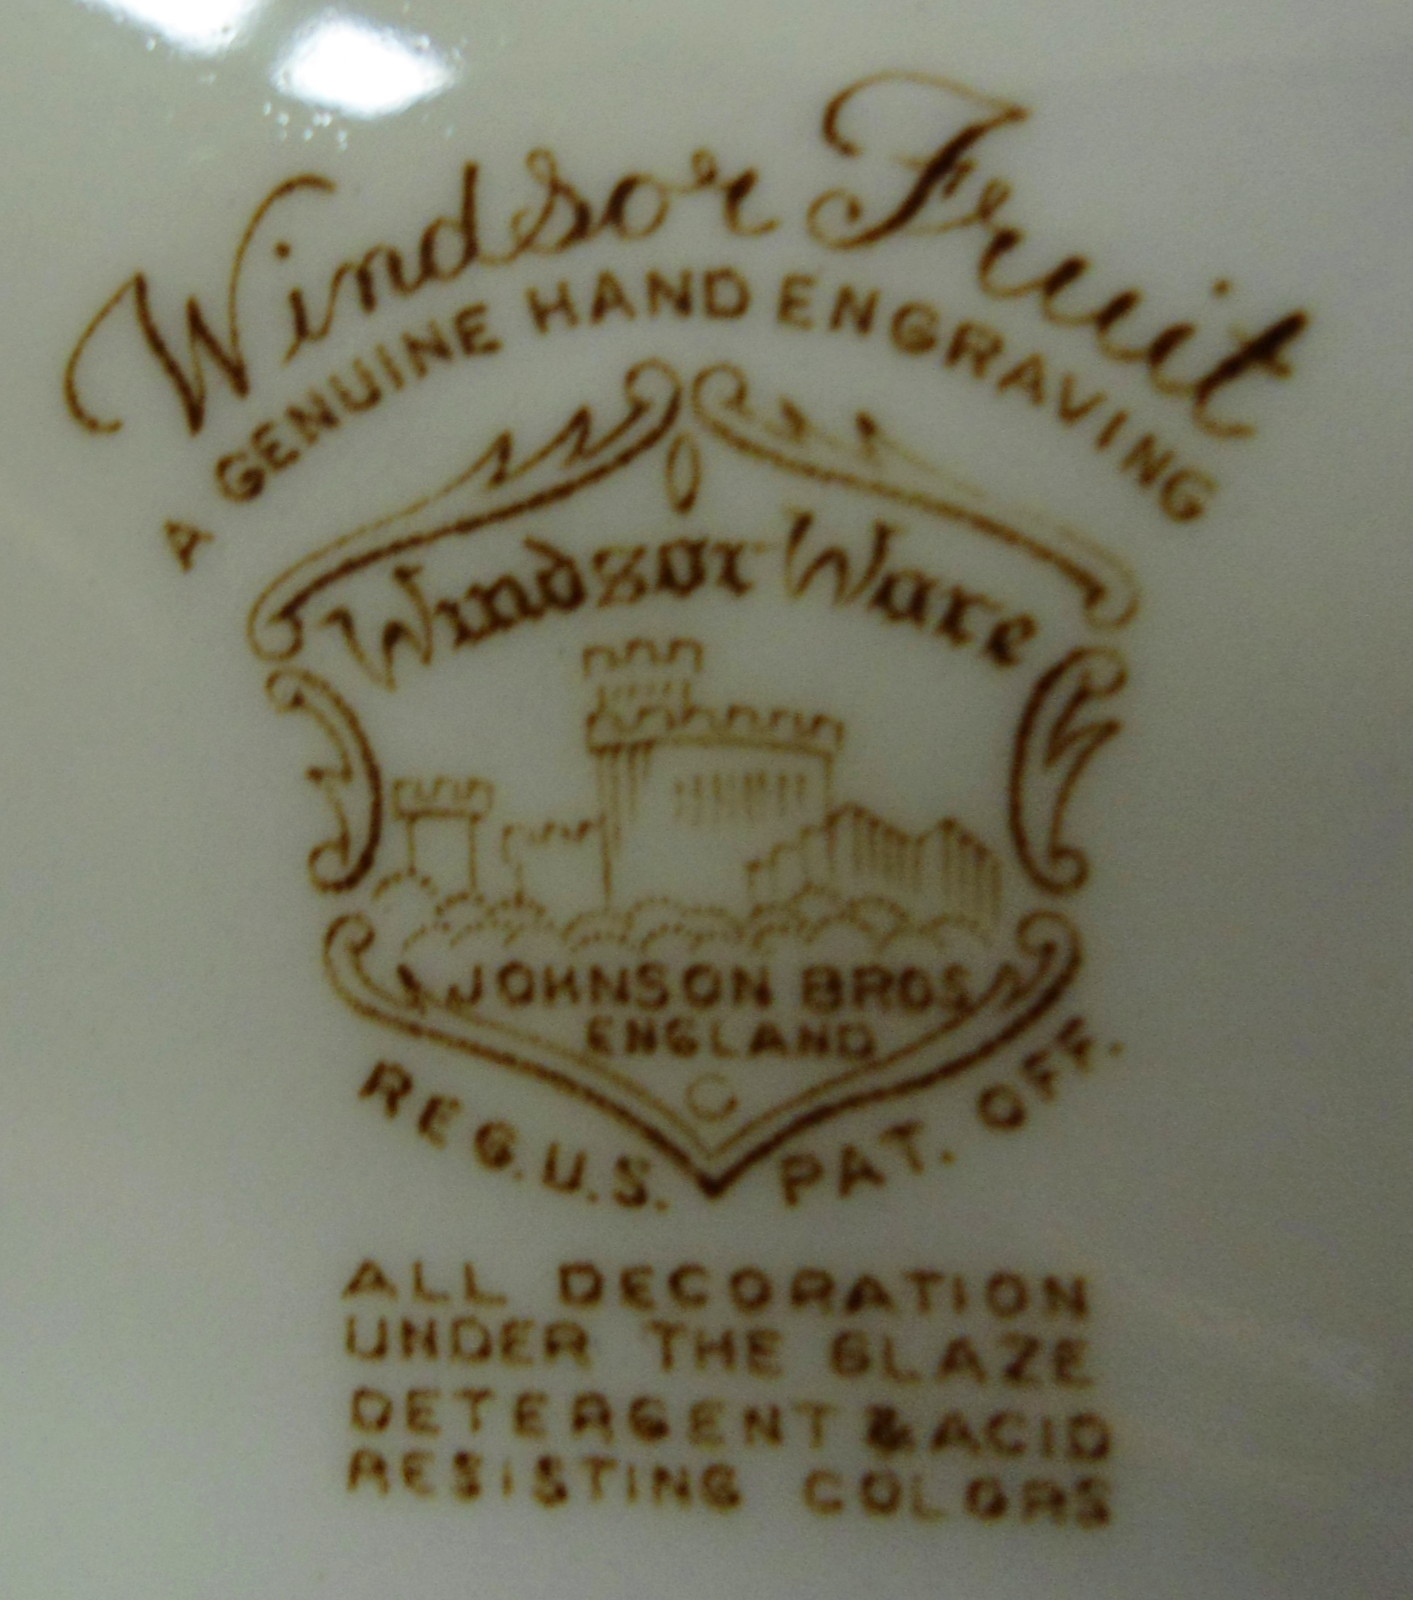 Windsor Fruit
A GENUINE HAND ENGRAVING
Windsor Ware
JOHNSON BROS
ENGLAND
C
REG. U.S. PAT. OFF.
ALL DECORATION
UNDER THE GLAZE
DETERGENT & ACID
RESISTING COLORS